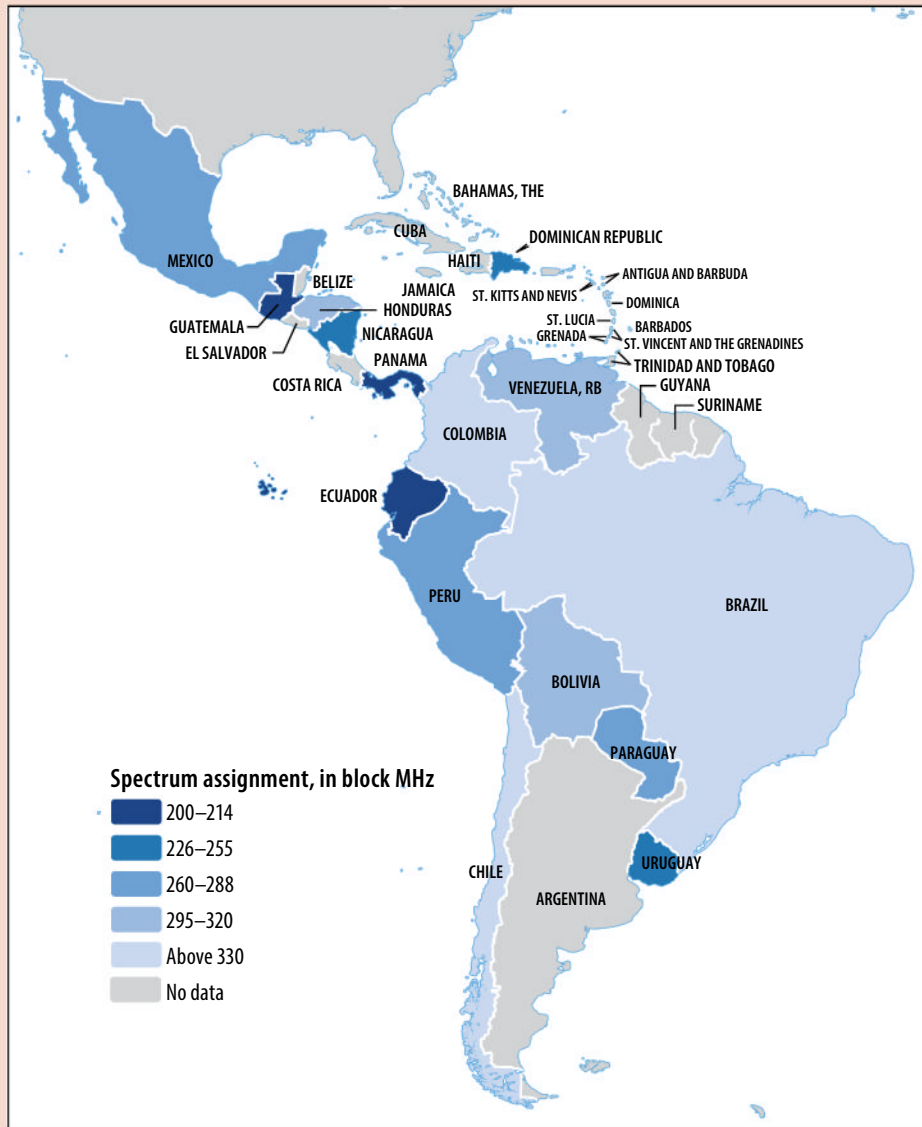 BAHAMAS, THE
CUBA
DOMINICAN REPUBLIC
MEXICO
HAITI
BELIZE
ANTIGUA AND BARBUDA
JAMAICA
ST. KITTS AND NEVIS
HONDURAS
DOMINICA
GUATEMALA
NICARAGUA
ST. LUCIA
BARBADOS
GRENADA
ST. VINCENT AND THE GRENADINES
EL SALVADOR
PANAMA
TRINIDAD AND TOBAGO
COSTA RICA
VENEZUELA, RB
GUYANA
SURINAME
COLOMBIA
ECUADOR
PERU
BRAZIL
BOLIVIA
PARAGUAY
URUGUAY
CHILE
ARGENTINA
Spectrum assignment, in block MHz
200–214
226–255
260–288
295–320
Above 330
No data